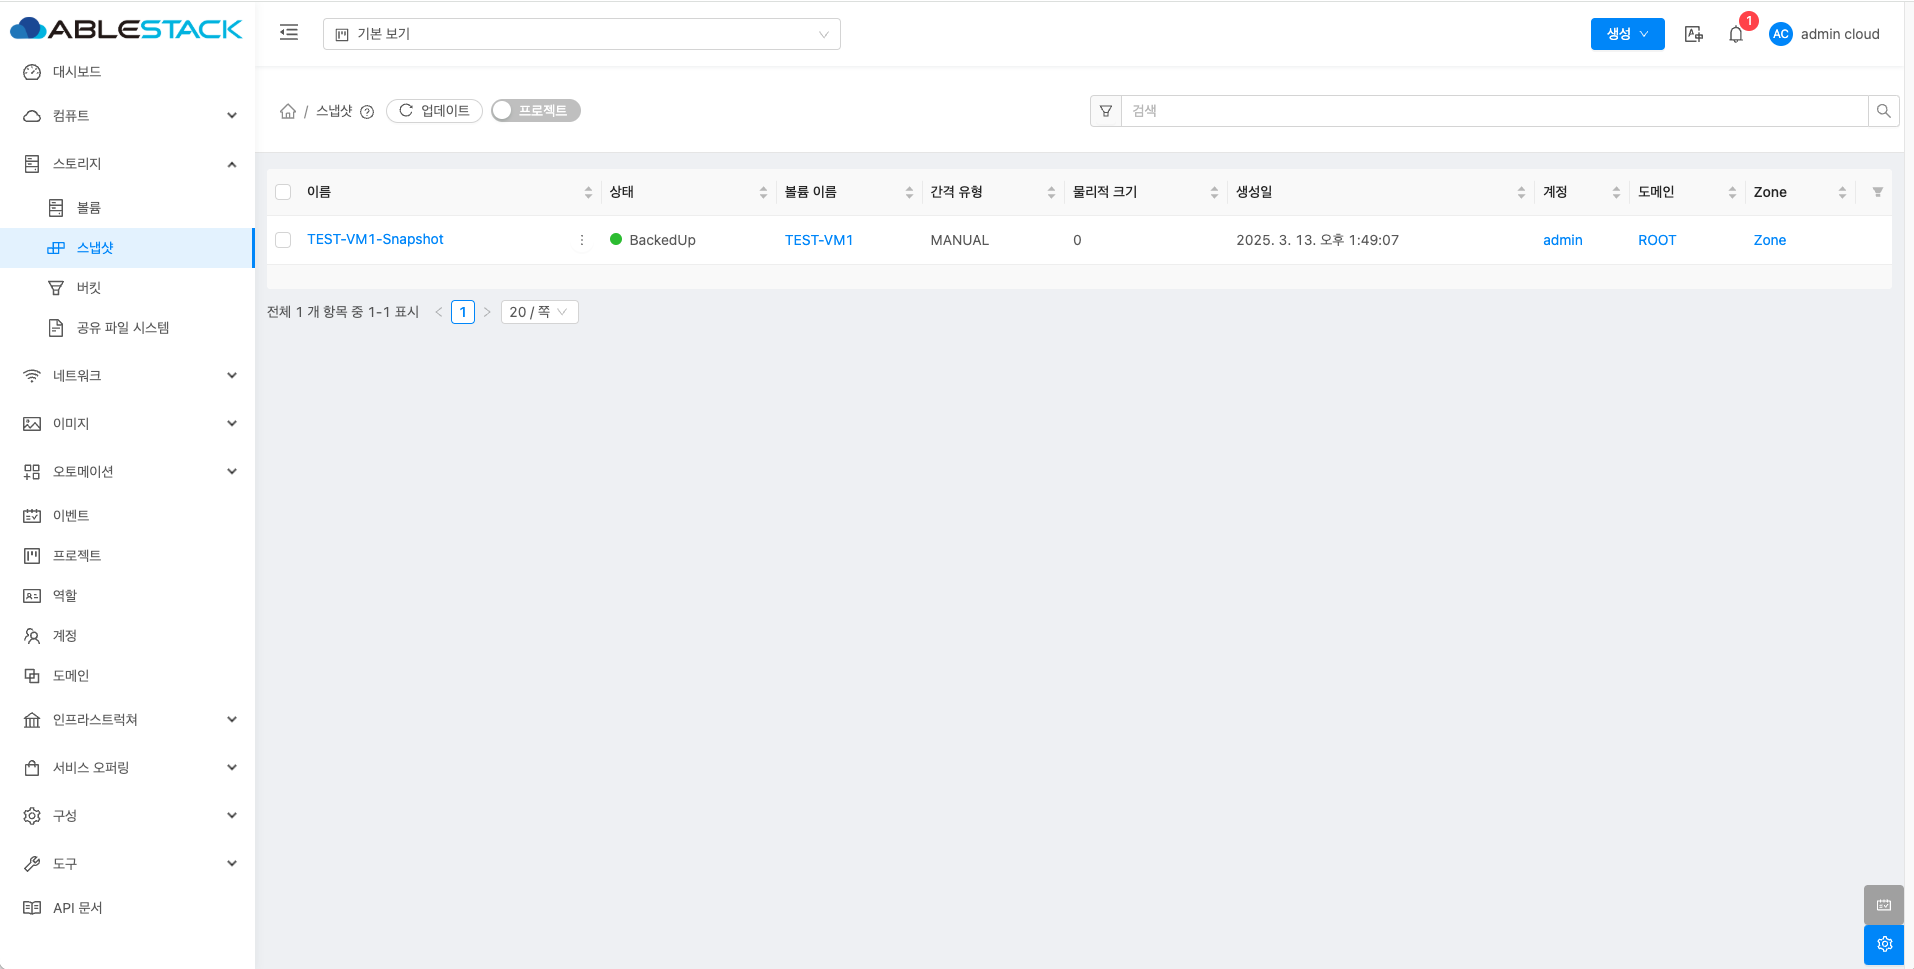 ABLESTACK
기본 보기
생성
1
AC
admin cloud
대시보드
컴퓨트
스토리지
볼륨
스냅샷
버킷
공유 파일 시스템
네트워크
이미지
오토메이션
이벤트
프로젝트
역할
계정
도메인
인프라스트럭쳐
서비스 오퍼링
구성
도구
API 문서
/ 스냅샷
업데이트
프로젝트
검색
이름 상태 볼륨 이름 간격 유형 물리적 크기 생성일 계정 도메인 Zone
TEST-VM1-Snapshot BackedUp TEST-VM1 MANUAL 0 2025. 3. 13. 오후 1:49:07 admin ROOT Zone
전체 1 개 항목 중 1-1 표시 < 1 > 20 / 쪽